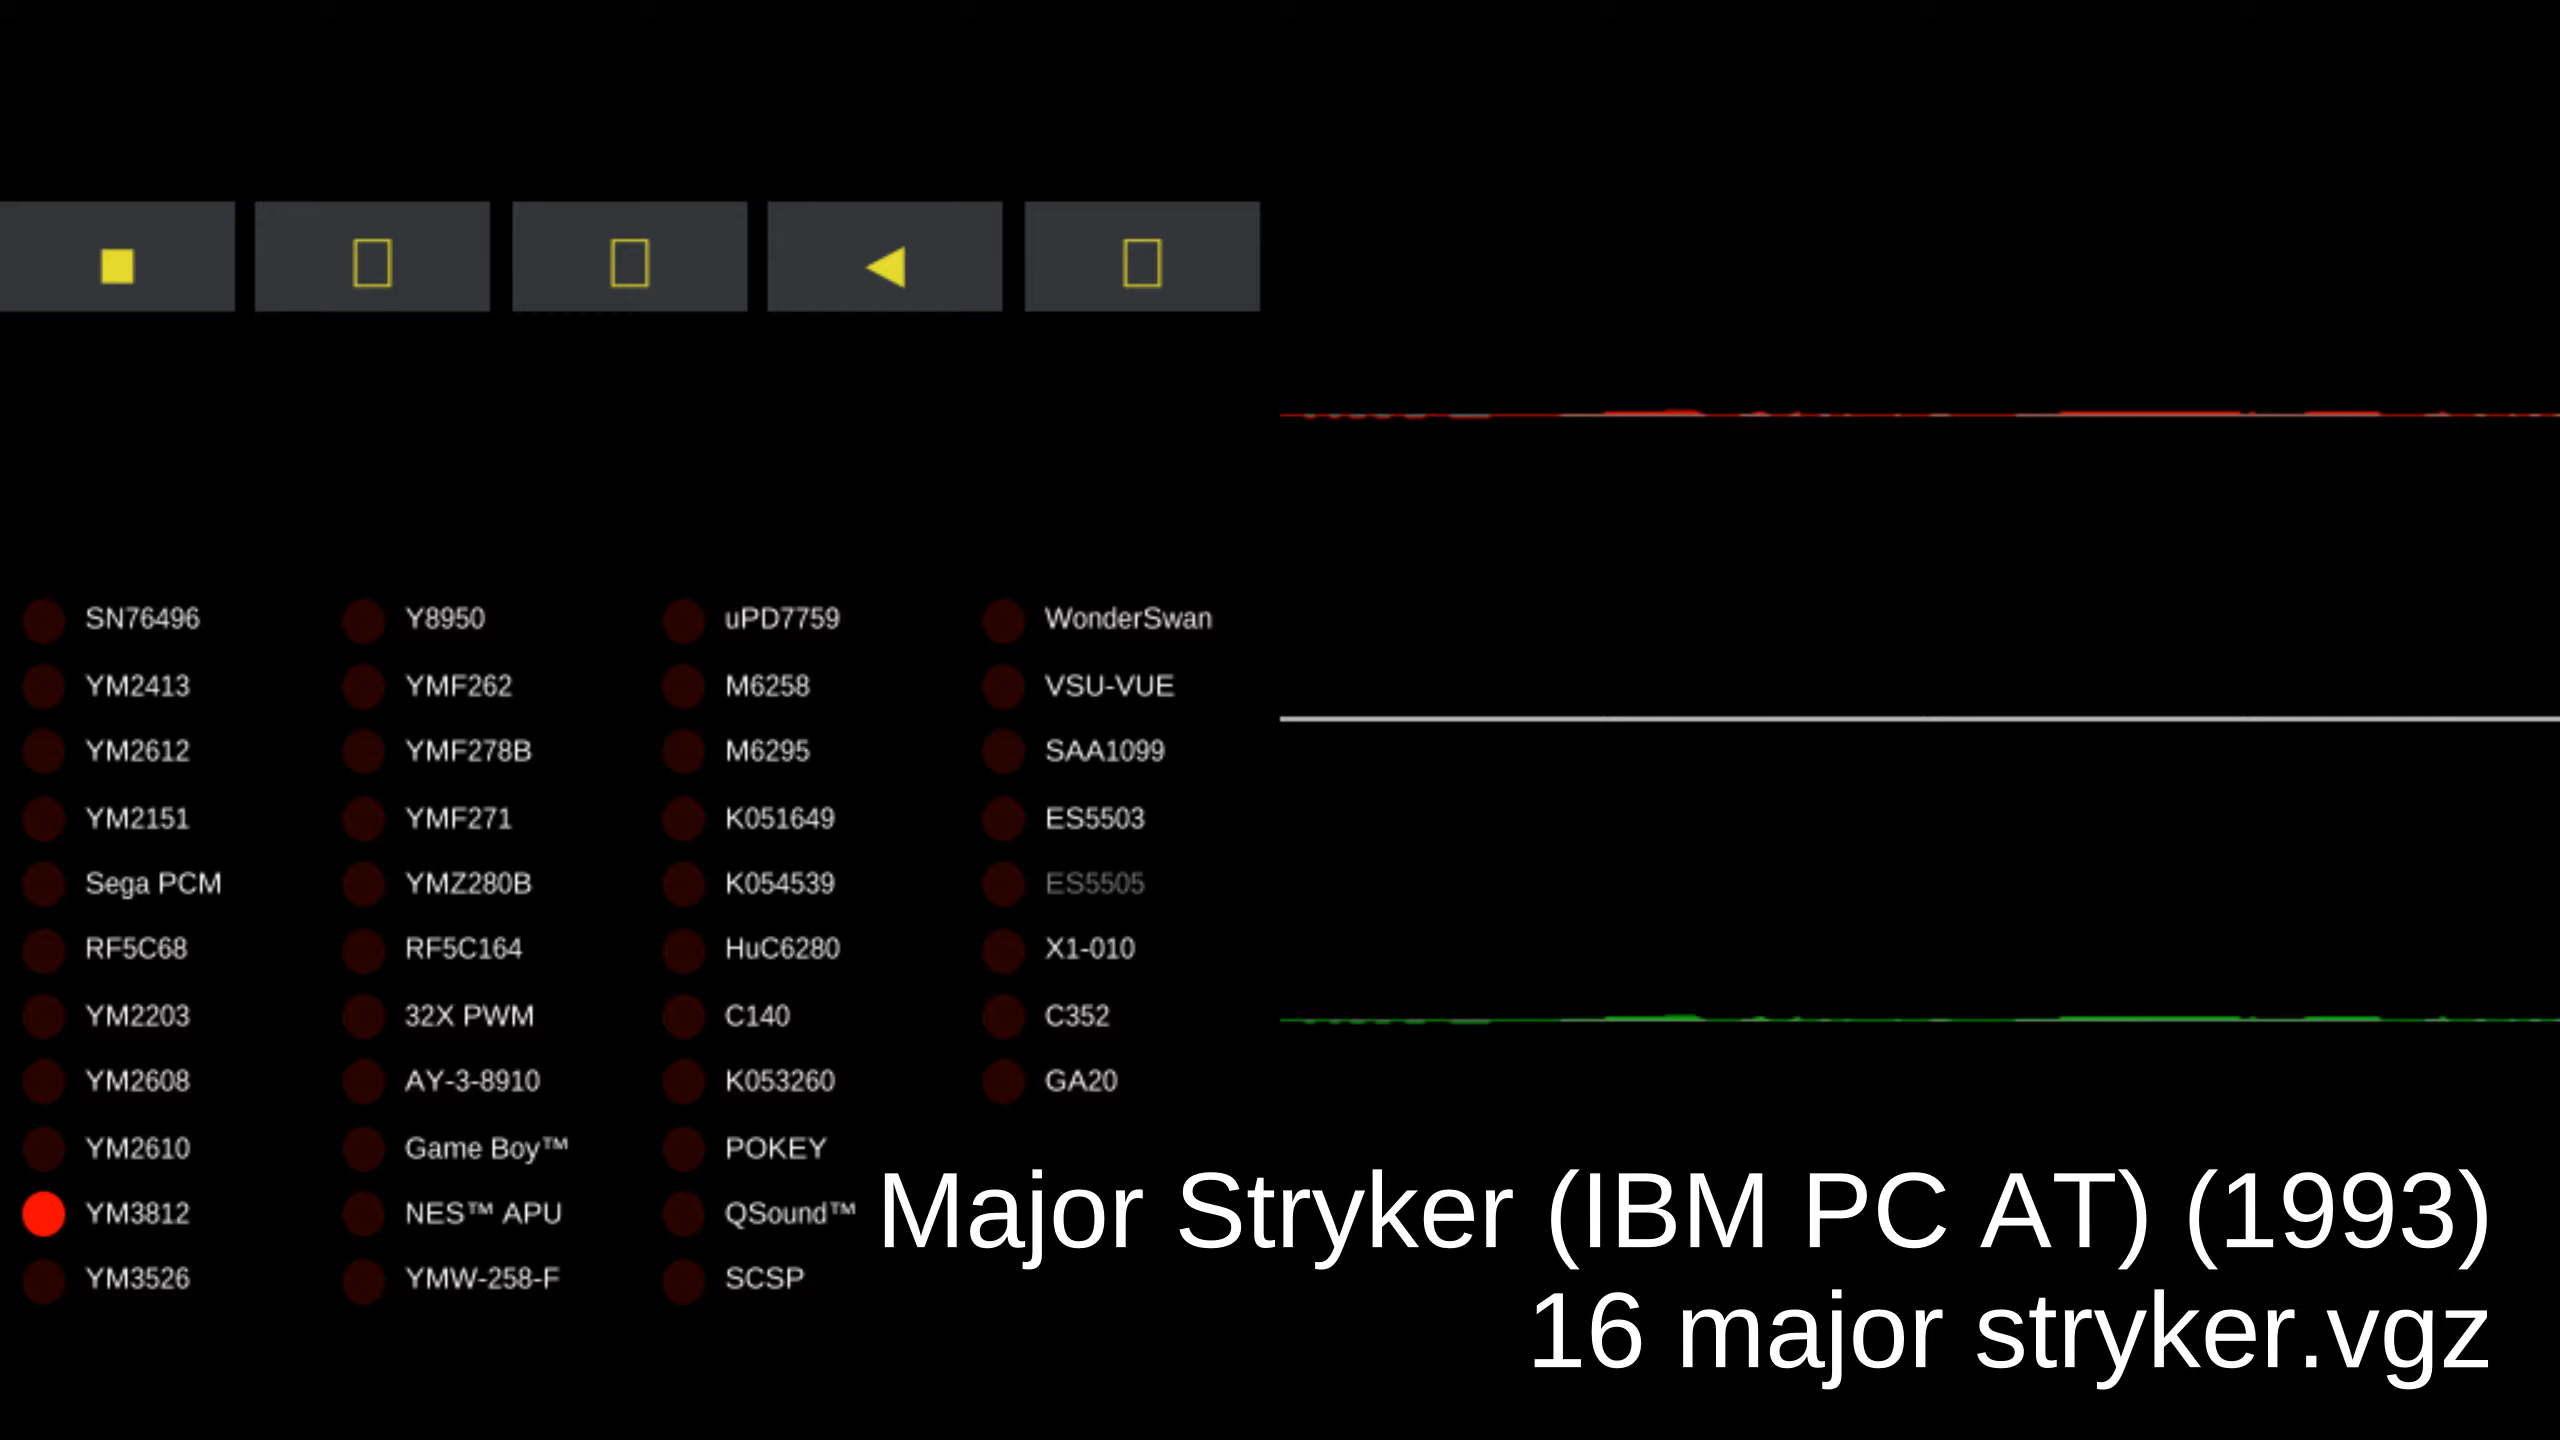 SN76496
YM2413
YM2612
YM2151
Sega PCM
RF5C68
YM2203
YM2608
YM2610
YM3812
YM3526
Y8950
YMF262
YMF278B
YMF271
YMZ280B
RF5C164
32X PWM
AY-3-8910
Game Boy™
NES™ APU
YMW-258-F
uPD7759
M6258
M6295
K051649
K054539
HuC6280
C140
K053260
POKEY
QSound™
SCSP
WonderSwan
VSU-VUE
SAA1099
ES5503
ES5505
X1-010
C352
GA20
Major Stryker (IBM PC AT) (1993)
16 major stryker.vgz